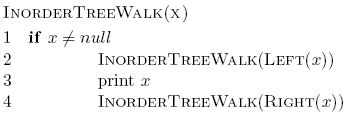 INORDERTREEWALK(X)
1 if x ≠ null
2 INORDERTREEWALK(LEFT(x))
3 print x
4 INORDERTREEWALK(RIGHT(x))